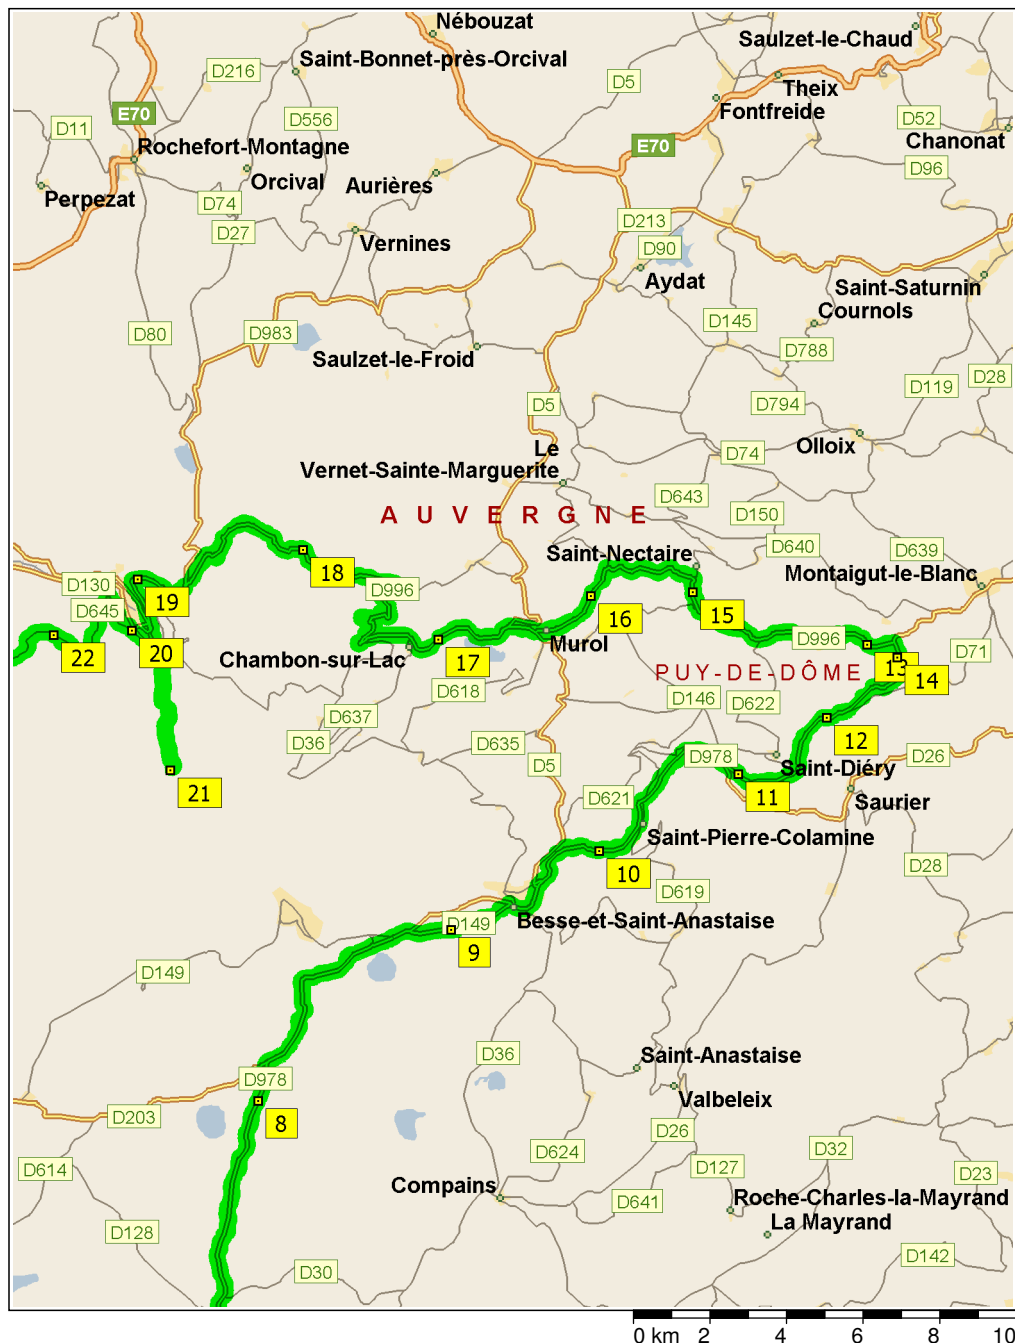 Nébouzat
Saulzet-le-Chaud
Saint-Bonnet-près-Orcival
D216
D5
Theix
Fontfreide
E70
D556
D52
D11
Chanonat
Rochefort-Montagne
E70
D96
Orcival
Aurières
Perpezat
D74
D213
D27
Vernines
D90
Aydat
Saint-Saturnin
Cournols
D145
D80
D983
D788
Saulzet-le-Froid
D28
D119
D5
D794
Olloix
Le
Vernet-Sainte-Marguerite
D74
D643
AUVERGNE
D150
D640
D639
Saint-Nectaire
Montaigut-le-Blanc
18
D130
D996
19
D645
16
15
20
22
Murol
D996
Chambon-sur-Lac
17
D71
13
14
PUY-DE-DÔME
D618
D146
D622
D637
12
D36
D635
D978
D26
D5
Saint-Diéry
21
D621
11
Saurier
Saint-Pierre-Colamine
10
D28
D619
Besse-et-Saint-Anastaise
D149
9
D149
D36
Saint-Anastaise
D978
Valbeleix
D203
8
D26
D624
D32
D614
D127
D23
Compains
D641
Roche-Charles-la-Mayrand
La Mayrand
D128
D142
D30
0 km 2 4 6 8 10